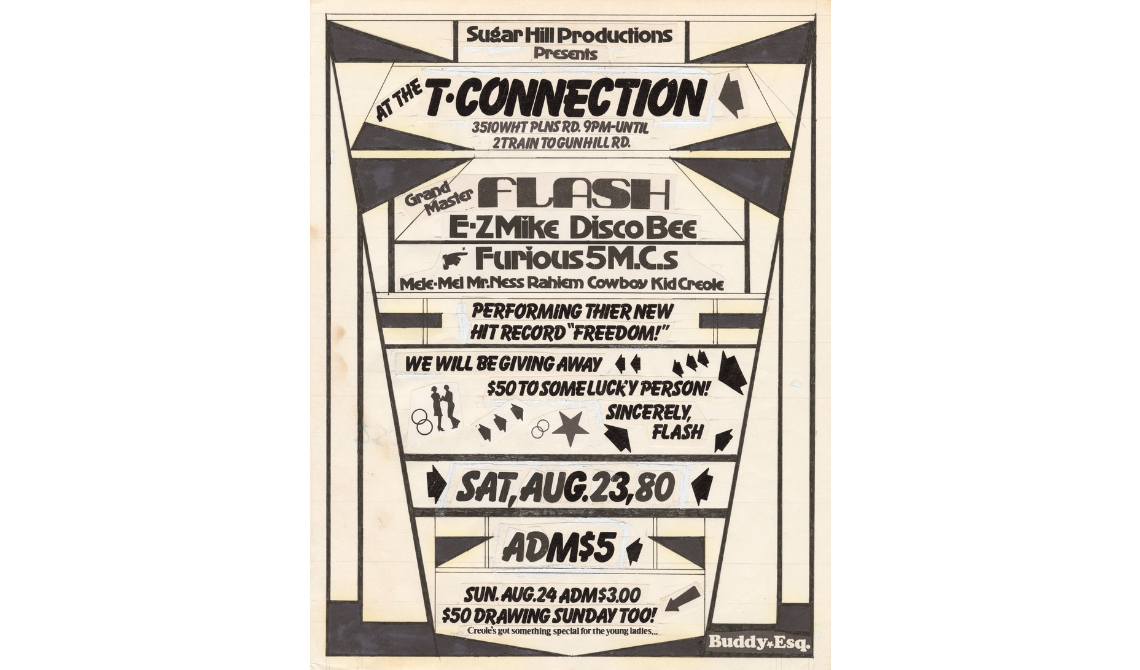 Sugar Hill Productions
Presents
AT THE T·CONNECTION
3510 WHT PLNS RD. 9PM-UNTIL
2 TRAIN TO GUN HILL RD.
Grand Master FLASH
E-Z Mike Disco Bee
Furious 5 M.C.s
Mele-Mel Mr. Ness Rahiem Cowboy Kid Creole
PERFORMING THIER NEW
HIT RECORD "FREEDOM!"
WE WILL BE GIVING AWAY
$50 TO SOME LUCKY PERSON!
SINCERELY,
FLASH
SAT, AUG. 23, 80
ADM $5
SUN. AUG. 24 ADM $3.00
$50 DRAWING SUNDAY TOO!
Creole's got something special for the young ladies...
Buddy Esq.